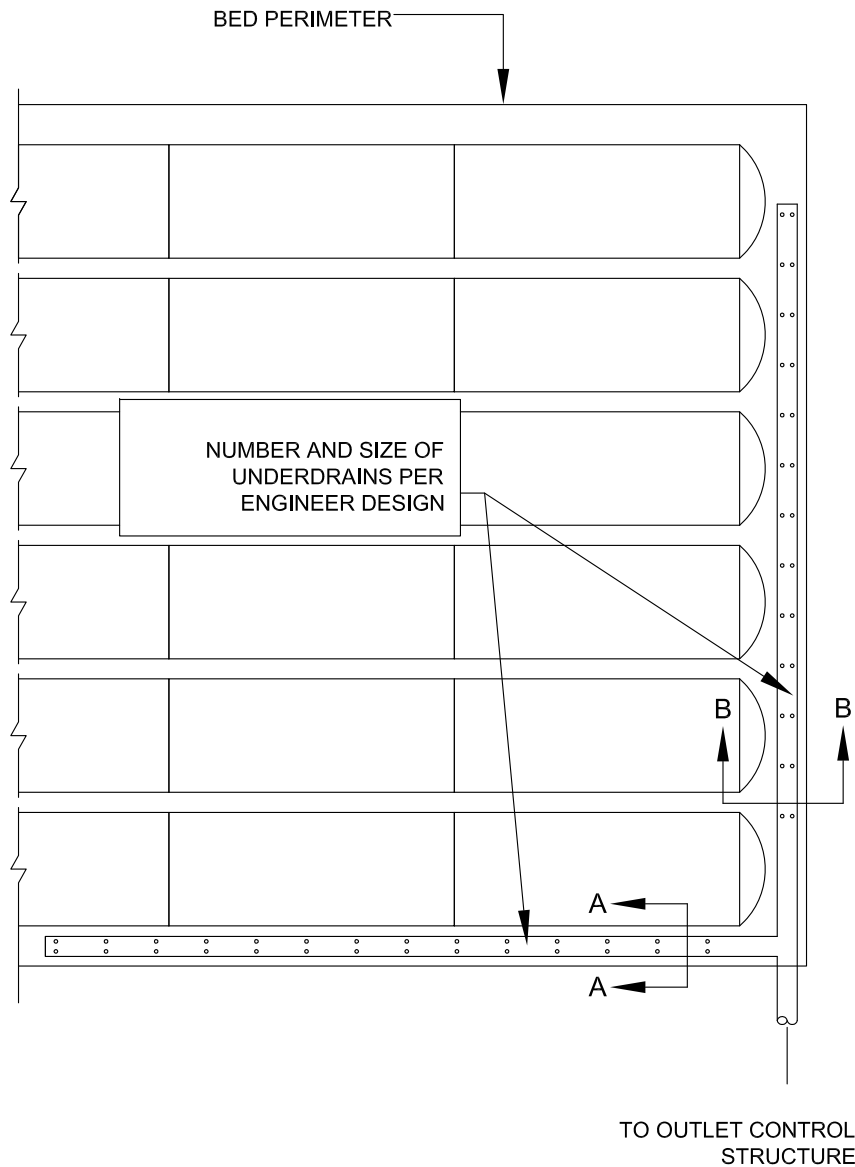 BED PERIMETER
NUMBER AND SIZE OF
UNDERDRAINS PER
ENGINEER DESIGN
B
B
A
A
TO OUTLET CONTROL
STRUCTURE